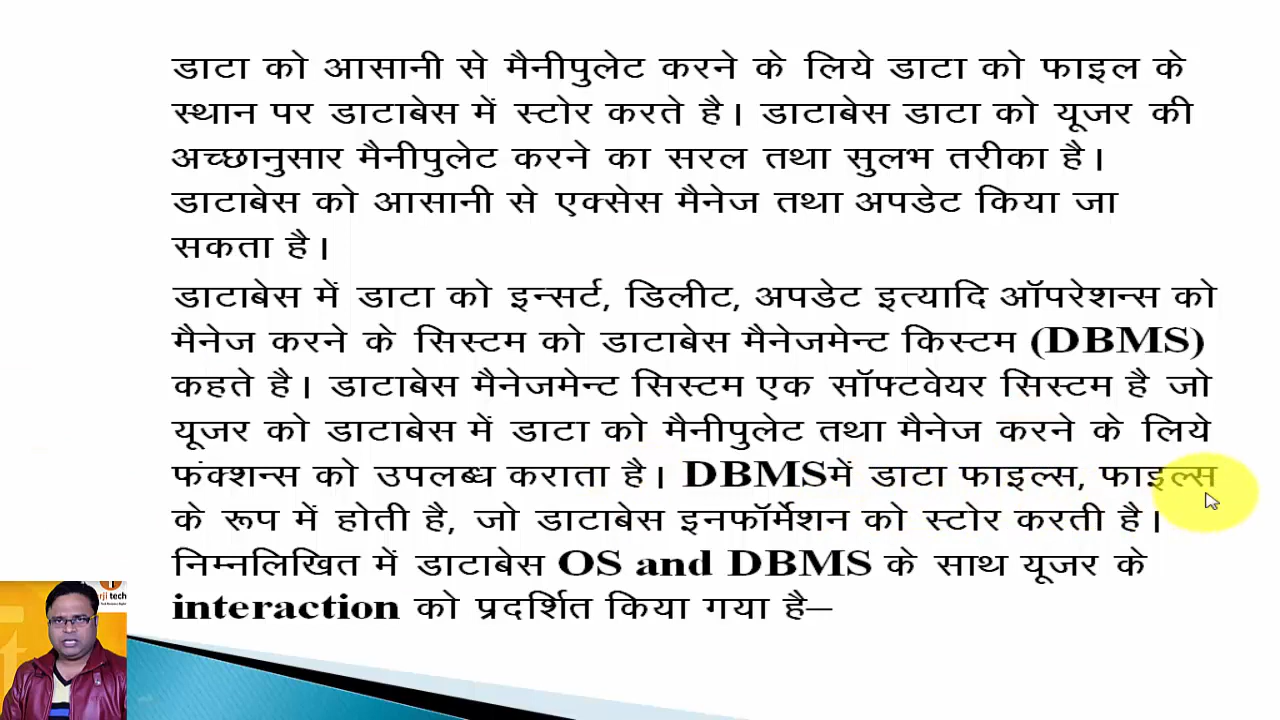 डाटा को आसानी से मैनीपुलेट करने के लिये डाटा को फाइल के
स्थान पर डाटाबेस में स्टोर करते है। डाटाबेस डाटा को यूजर की
अच्छानुसार मैनीपुलेट करने का सरल तथा सुलभ तरीका है।
डाटाबेस को आसानी से एक्सेस मैनेज तथा अपडेट किया जा
सकता है।
डाटाबेस में डाटा को इन्सर्ट, डिलीट, अपडेट इत्यादि ऑपरेशन्स को
मैनेज करने के सिस्टम को डाटाबेस मैनेजमेन्ट किस्टम (DBMS)
कहते है। डाटाबेस मैनेजमेन्ट सिस्टम एक सॉफ्टवेयर सिस्टम है जो
यूजर को डाटाबेस में डाटा को मैनीपुलेट तथा मैनेज करने के लिये
फंक्शन्स को उपलब्ध कराता है। DBMSमें डाटा फाइल्स, फाइल्स
के रूप में होती है, जो डाटाबेस इनफॉर्मेशन को स्टोर करती है।
निम्नलिखित में डाटाबेस OS and DBMS के साथ यूजर के
interaction को प्रदर्शित किया गया है–
rji tech